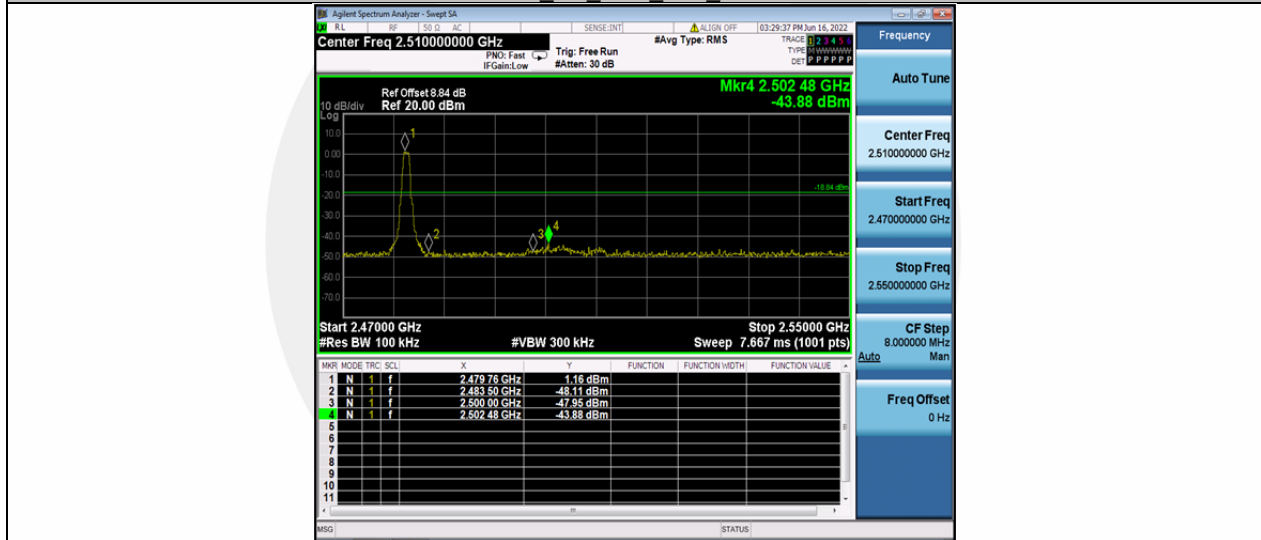 Agilent Spectrum Analyzer - Swept SA
RL RF 50 Ω AC SENSE:INT ALIGN OFF 03:29:37 PM Jun 16, 2022
Center Freq 2.510000000 GHz #Avg Type: RMS TRACE 1 2 3 4 5 6
PNO: Fast Trig: Free Run TYPE M WWWWW
IFGain:Low #Atten: 30 dB DET P P P P P P
Frequency
Auto Tune
Mkr4 2.502 48 GHz
-43.88 dBm
Ref Offset 8.84 dB
10 dB/div Ref 20.00 dBm
Log
10.0
0.00
-10.0
-20.0
-30.0
-40.0
-50.0
-60.0
-70.0
1
2
3
4
-18.84 dBm
Center Freq
2.510000000 GHz
Start Freq
2.470000000 GHz
Stop Freq
2.550000000 GHz
Start 2.47000 GHz Stop 2.55000 GHz
#Res BW 100 kHz #VBW 300 kHz Sweep 7.667 ms (1001 pts)
CF Step
8.000000 MHz
Auto Man
Freq Offset
0 Hz
MKR MODE TRC SCL X Y FUNCTION FUNCTION WIDTH FUNCTION VALUE
1 N 1 f 2.479 76 GHz 1.16 dBm
2 N 1 f 2.483 50 GHz -48.11 dBm
3 N 1 f 2.500 00 GHz -47.95 dBm
4 N 1 f 2.502 48 GHz -43.88 dBm
5
6
7
8
9
10
11
MSG STATUS